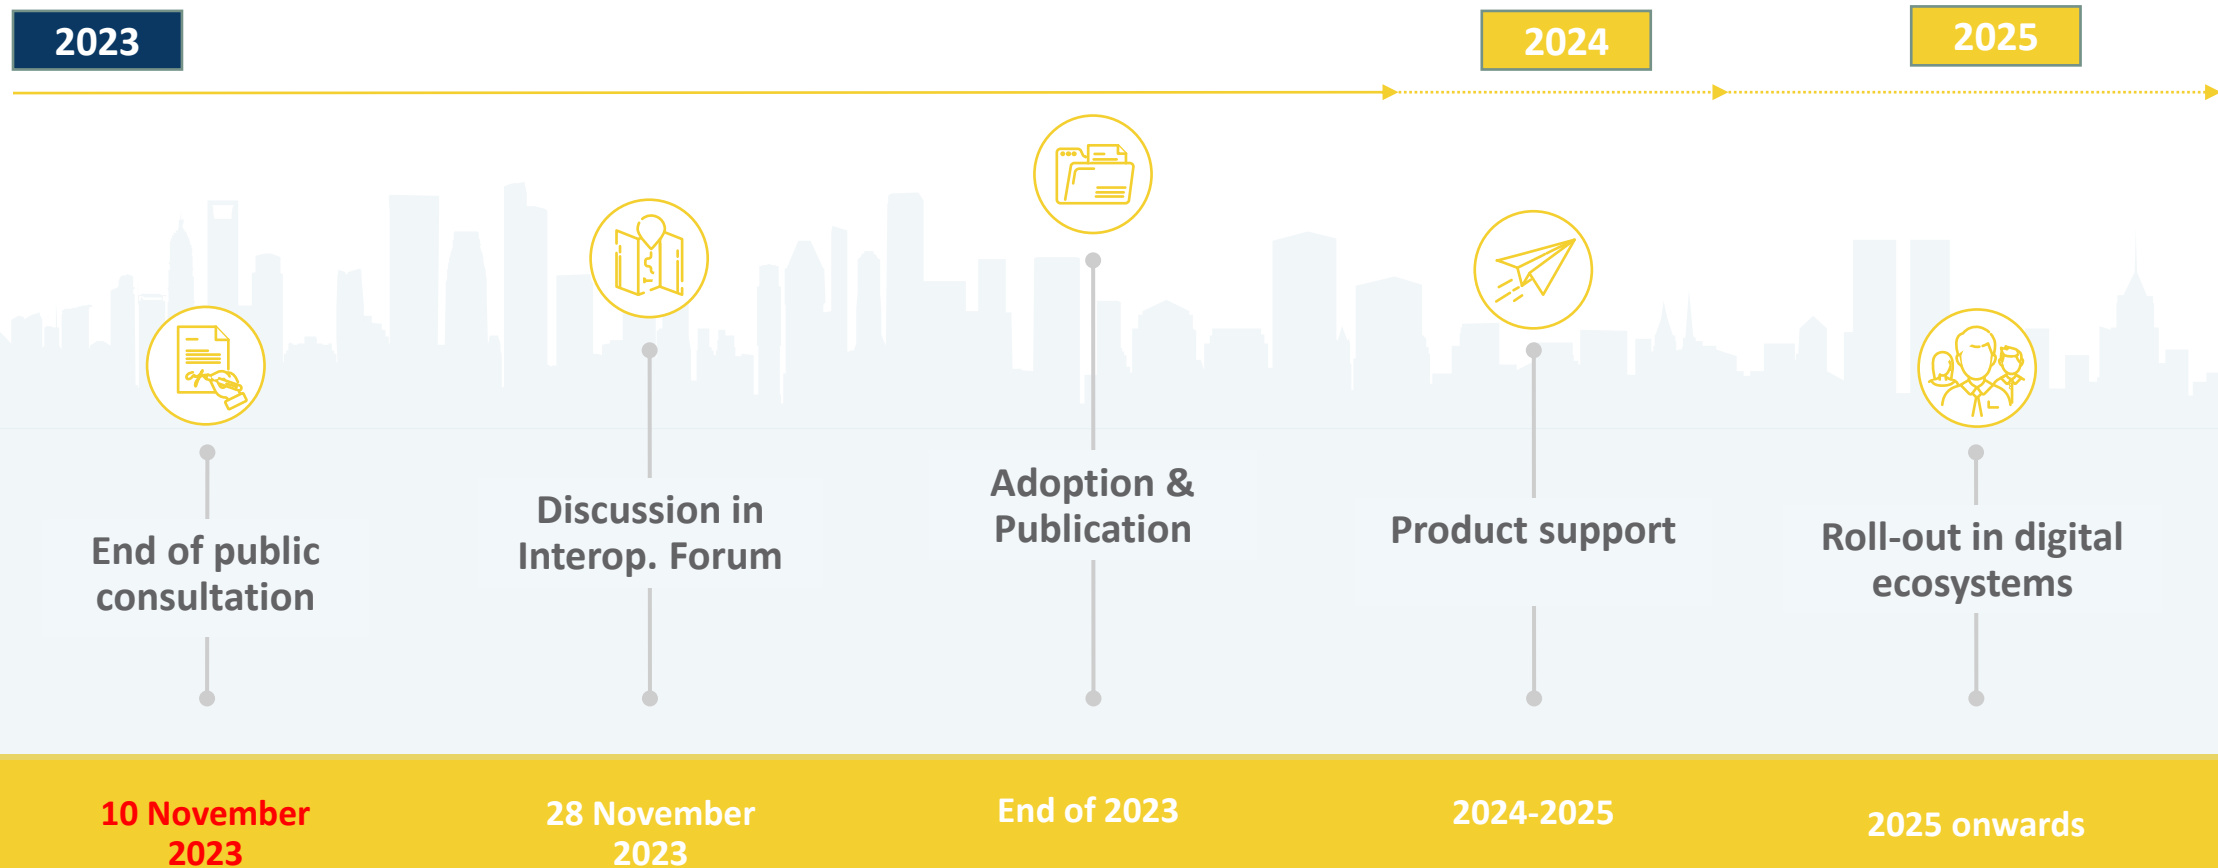 2023
2024
2025
End of public
consultation
Discussion in
Interop. Forum
Adoption &
Publication
Product support
Roll-out in digital
ecosystems
10 November
2023
28 November
2023
End of 2023
2024-2025
2025 onwards